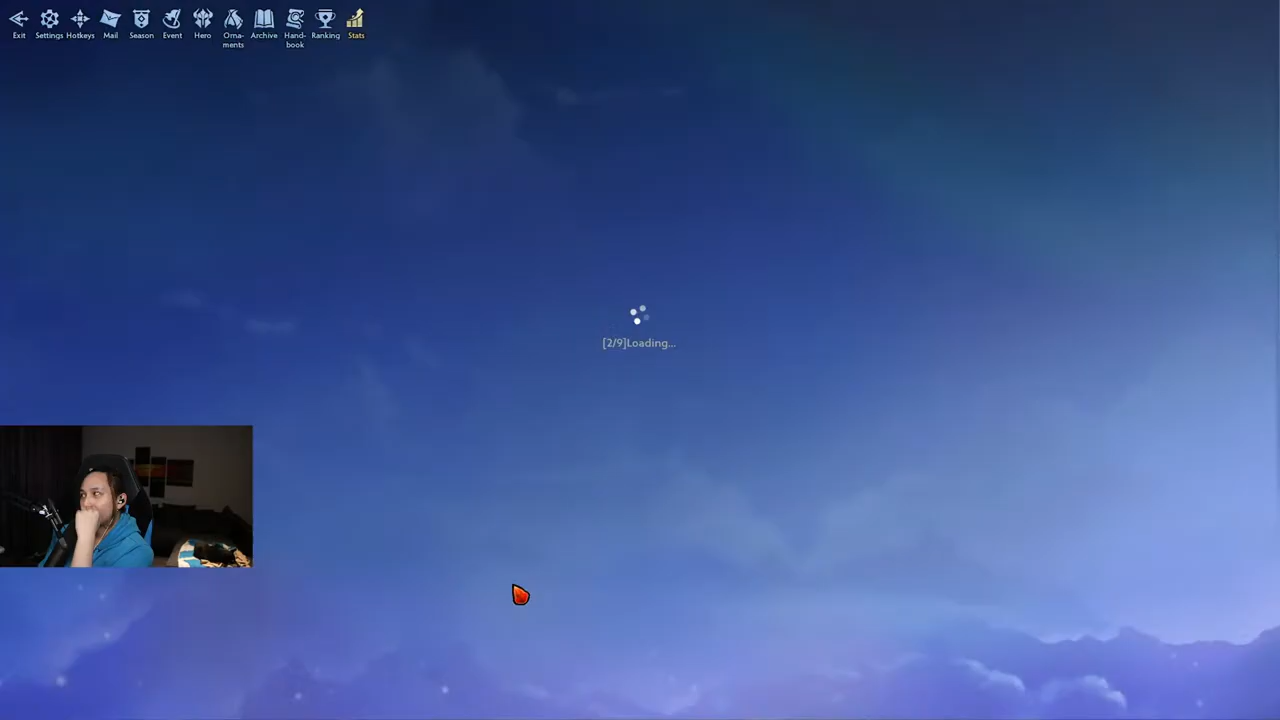 Exit Settings Hotkeys Mail Season Event Hero Orna-
ments Archive Hand-
book Ranking Stats
[2/9]Loading...